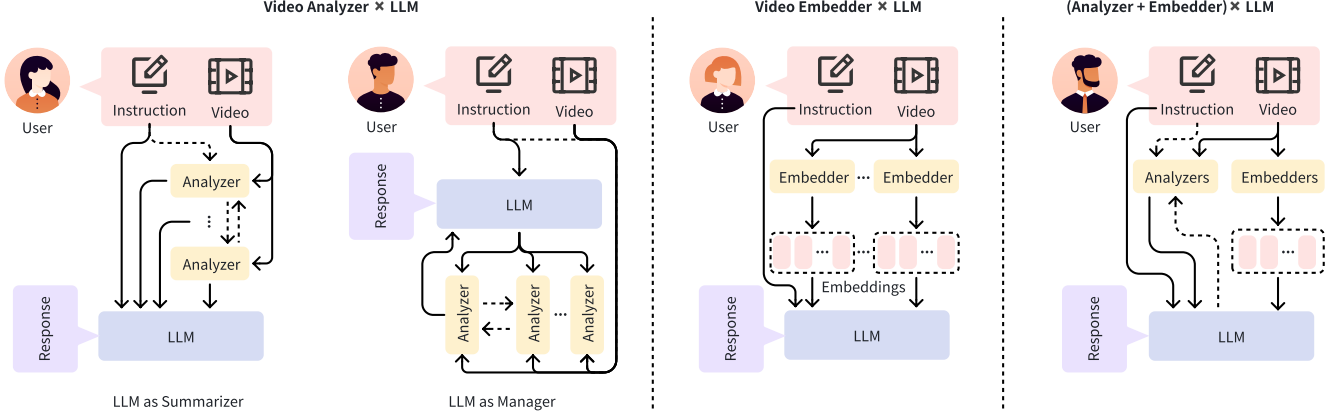 Video Analyzer × LLM
Instruction
Video
User
Analyzer
⋮
Analyzer
Response
LLM
LLM as Summarizer
Instruction
Video
User
Response
LLM
Analyzer
Analyzer
...
Analyzer
LLM as Manager
Video Embedder × LLM
Instruction
Video
User
Embedder
...
Embedder
...
...
...
Embeddings
Response
LLM
(Analyzer + Embedder) × LLM
Instruction
Video
User
Analyzers
Embedders
...
Response
LLM